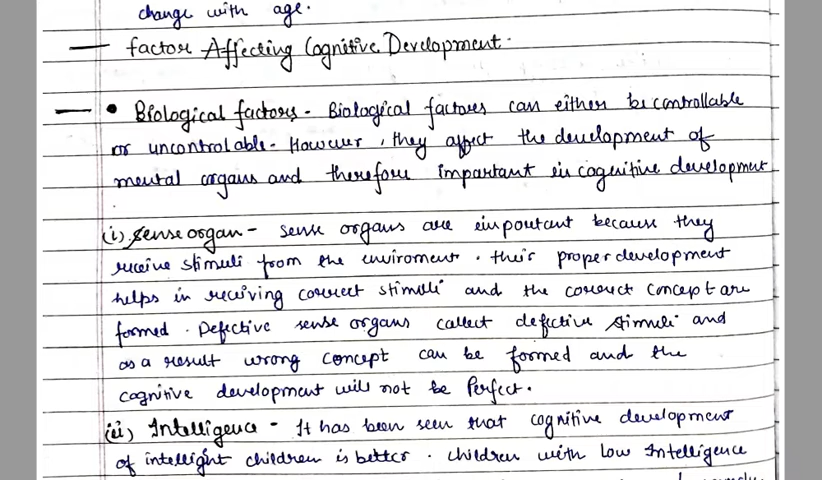 change with age.
factor Affecting Cognitive Development.
• Biological factors - Biological factors can either be controllable
or uncontrolable. However, they affect the development of
mental organs and therefore impartant in cognitive development
(i) Sense organ - sense organs are important because they
receive stimuli from the enviroment. their proper development
helps in receiving correct stimuli and the correct concept are
formed. Defective sense organs collect defective stimuli and
as a result wrong concept can be formed and the
cognitive development will not be Perfect.
(ii) Intelligence - It has been seen that cognitive development
of intellight children is better. children with low Intelligence